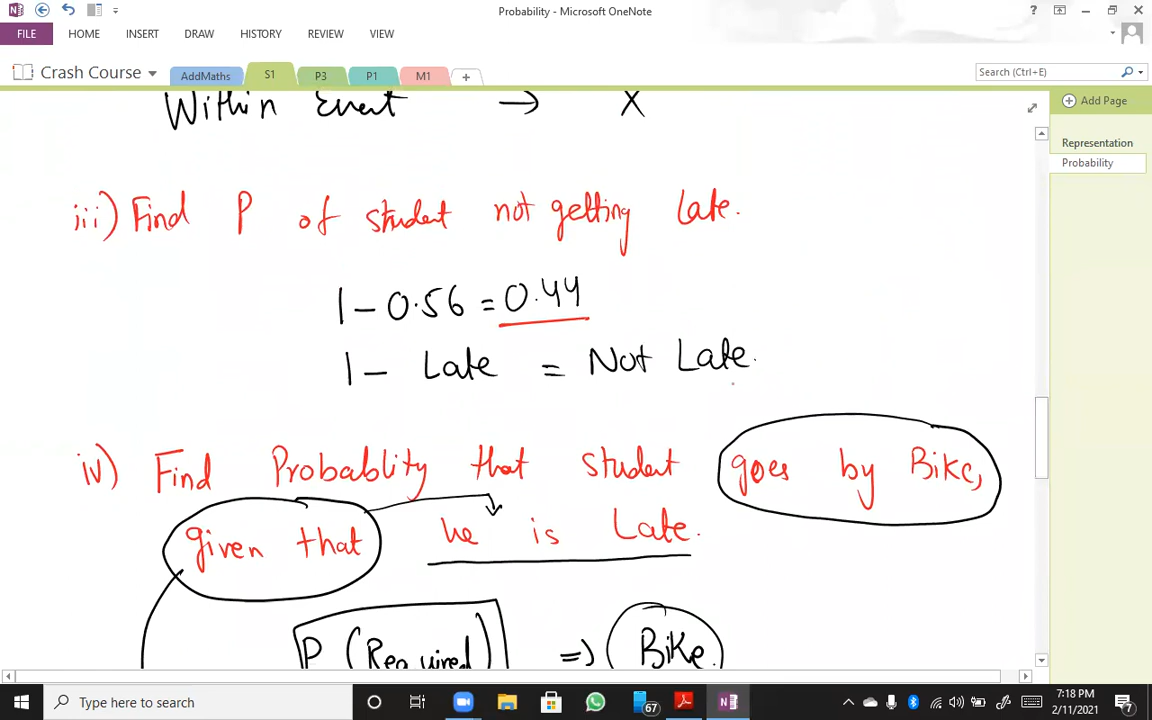 Probability - Microsoft OneNote
FILE HOME INSERT DRAW HISTORY REVIEW VIEW
Crash Course AddMaths S1 P3 P1 M1 Search (Ctrl+E)
Add Page
Representation
Probability
Within Event → X
iii) Find P of student not getting late.
1 - 0.56 = 0.44
1 - Late = Not Late.
iv) Find Probablity that student goes by Bike,
given that he is Late.
P (Required) => Bike.
Type here to search
67
7:18 PM
2/11/2021
7